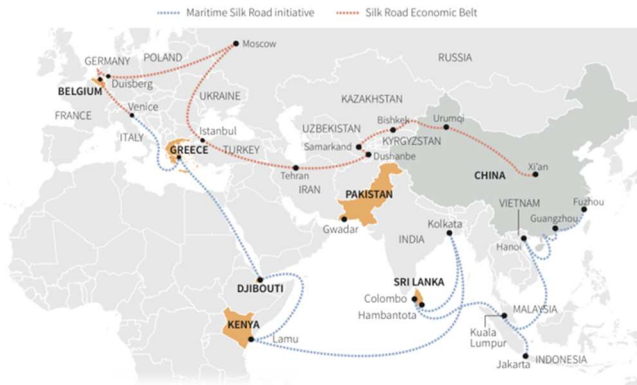 Maritime Silk Road initiative
Silk Road Economic Belt
Moscow
GERMANY
POLAND
RUSSIA
Duisberg
BELGIUM
UKRAINE
KAZAKHSTAN
Venice
FRANCE
Bishkek
Urumqi
ITALY
Istanbul
UZBEKISTAN
KYRGYZSTAN
GREECE
TURKEY
Samarkand
Dushanbe
Tehran
CHINA
Xi'an
IRAN
PAKISTAN
VIETNAM
Fuzhou
Guangzhou
Gwadar
INDIA
Kolkata
Hanoi
DJIBOUTI
SRI LANKA
Colombo
Hambantota
MALAYSIA
KENYA
Lamu
Kuala
Lumpur
Jakarta
INDONESIA